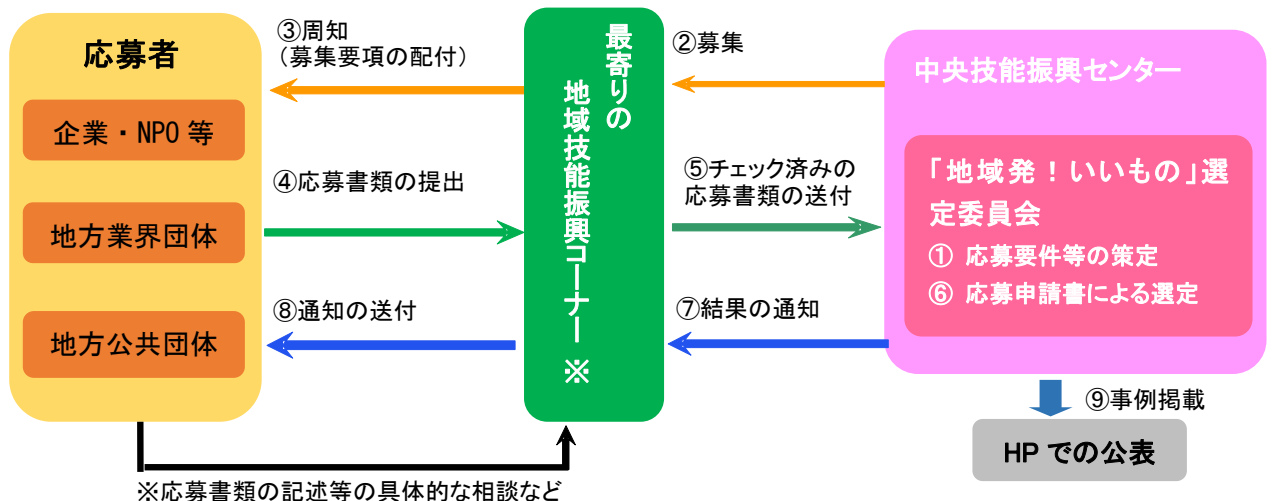 応募者
企業・NPO 等
地方業界団体
地方公共団体
③周知
（募集要項の配付）
④応募書類の提出
⑧通知の送付
最寄りの
地域技能振興コーナー ※
②募集
⑤チェック済みの
応募書類の送付
⑦結果の通知
中央技能振興センター
「地域発！いいもの」選
定委員会
① 応募要件等の策定
⑥ 応募申請書による選定
⑨事例掲載
HP での公表
※応募書類の記述等の具体的な相談など